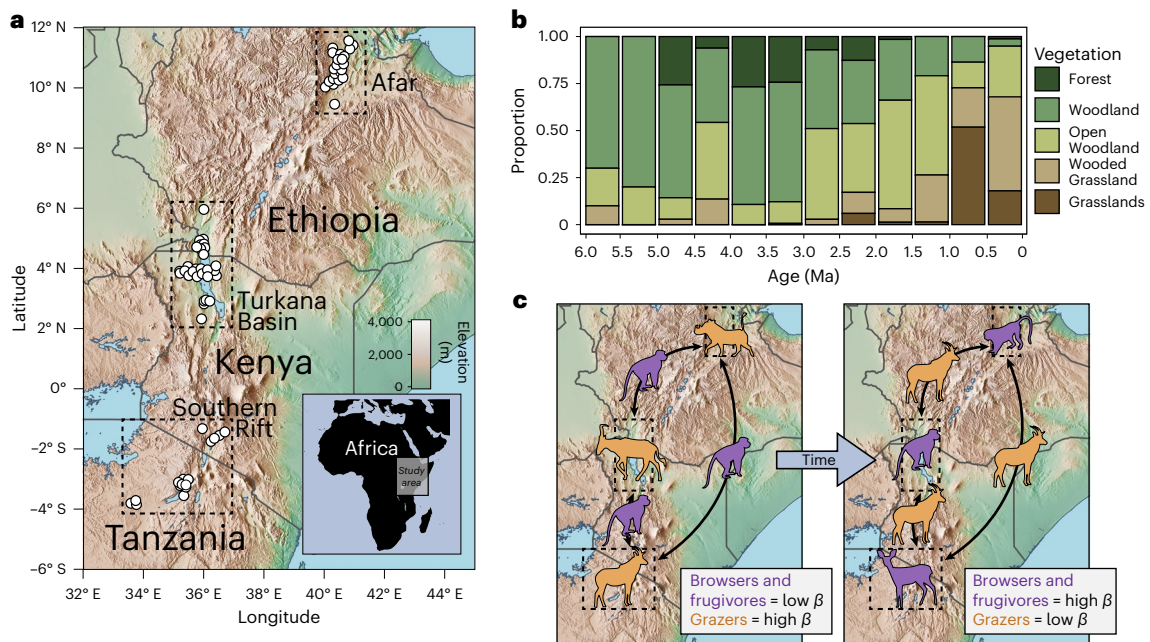 a
12° N
10° N
8° N
6° N
4° N
2° N
0°
−2° S
−4° S
−6° S
Latitude
32° E
34° E
36° E
38° E
40° E
42° E
44° E
Longitude
Afar
Ethiopia
Turkana
Basin
Kenya
Southern
Rift
Tanzania
4,000
2,000
0
Elevation
(m)
Africa
Study
area
b
1.00
0.75
0.50
0.25
0
Proportion
6.0
5.5
5.0
4.5
4.0
3.5
3.0
2.5
2.0
1.5
1.0
0.5
0
Age (Ma)
Vegetation
Forest
Woodland
Open
Woodland
Wooded
Grassland
Grasslands
c
Browsers and
frugivores = low β
Grazers = high β
Time
Browsers and
frugivores = high β
Grazers = low β